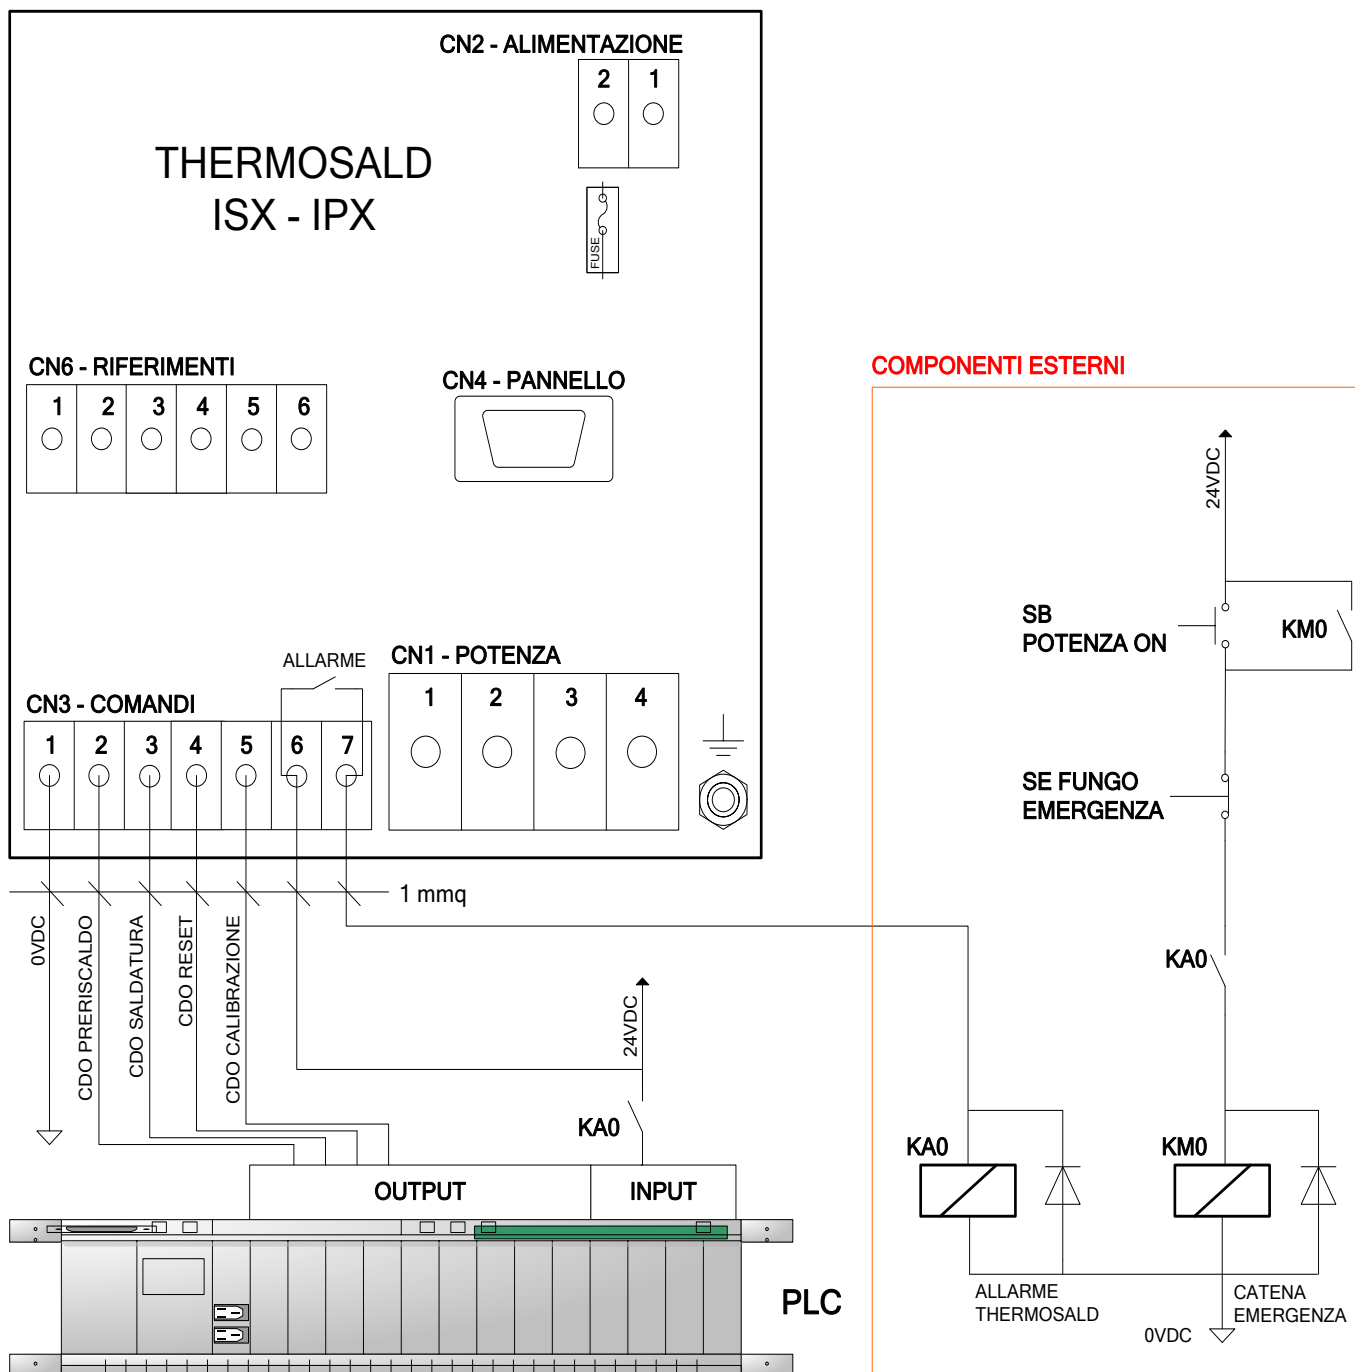 CN2 - ALIMENTAZIONE
2 1
THERMOSALD
ISX - IPX
FUSE
CN6 - RIFERIMENTI
1 2 3 4 5 6
CN4 - PANNELLO
COMPONENTI ESTERNI
24VDC
SB
POTENZA ON
KM0
ALLARME
CN1 - POTENZA
1 2 3 4
CN3 - COMANDI
1 2 3 4 5 6 7
SE FUNGO
EMERGENZA
1 mmq
0VDC
CDO PRERISCALDO
CDO SALDATURA
CDO RESET
CDO CALIBRAZIONE
KA0
24VDC
KA0
KA0
KM0
OUTPUT
INPUT
PLC
ALLARME
THERMOSALD
CATENA
EMERGENZA
0VDC